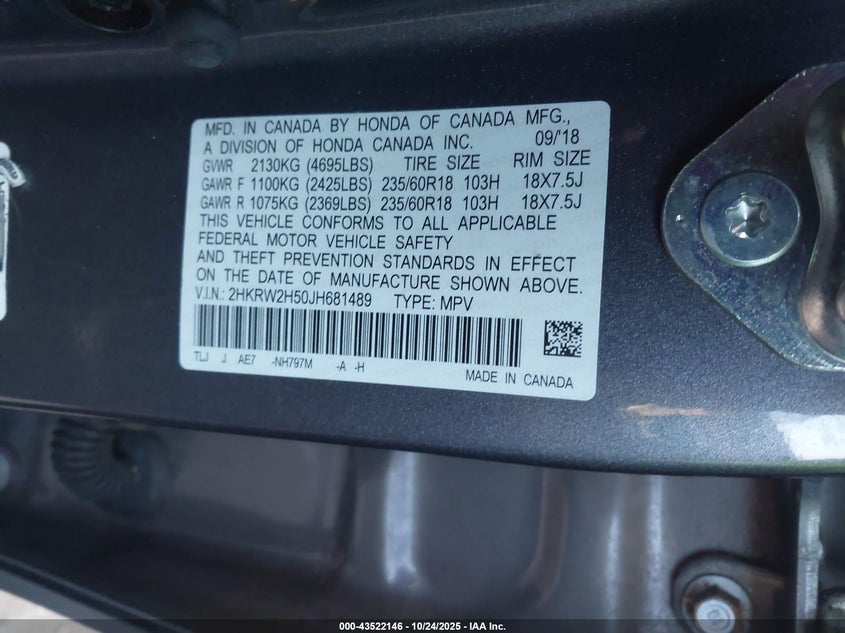 MFD. IN CANADA BY HONDA OF CANADA MFG.,
A DIVISION OF HONDA CANADA INC. 09/'18
GVWR 2130KG (4695LBS) TIRE SIZE RIM SIZE
GAWR F 1100KG (2425LBS) 235/60R18 103H 18X7.5J
GAWR R 1075KG (2369LBS) 235/60R18 103H 18X7.5J
THIS VEHICLE CONFORMS TO ALL APPLICABLE
FEDERAL MOTOR VEHICLE SAFETY
AND THEFT PREVENTION STANDARDS IN EFFECT
ON THE DATE OF MANUFACTURE SHOWN ABOVE.
V.I.N.: 2HKRW2H50JH681489 TYPE: MPV
TLJ J AE7 -NH797M -A -H
MADE IN CANADA
000-43522146 - 10/24/2025 - IAA Inc.